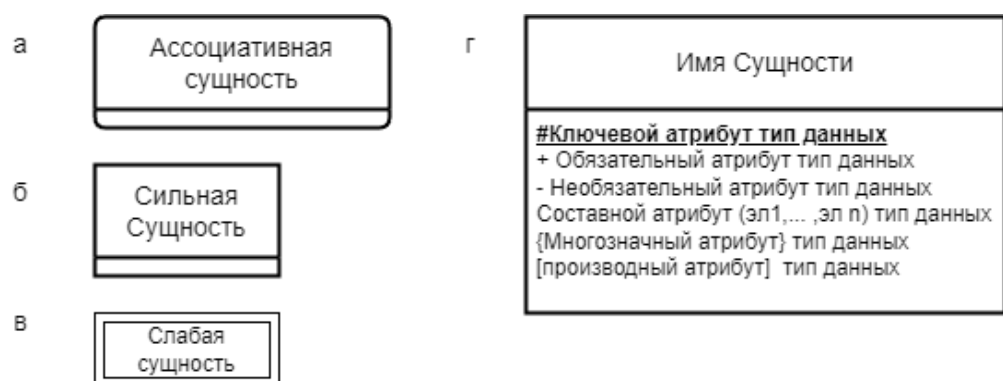 а
Ассоциативная
сущность
б
Сильная
Сущность
в
Слабая
сущность
г
Имя Сущности
#Ключевой атрибут тип данных
+ Обязательный атрибут тип данных
- Необязательный атрибут тип данных
Составной атрибут (эл1,... ,эл n) тип данных
{Многозначный атрибут} тип данных
[производный атрибут] тип данных